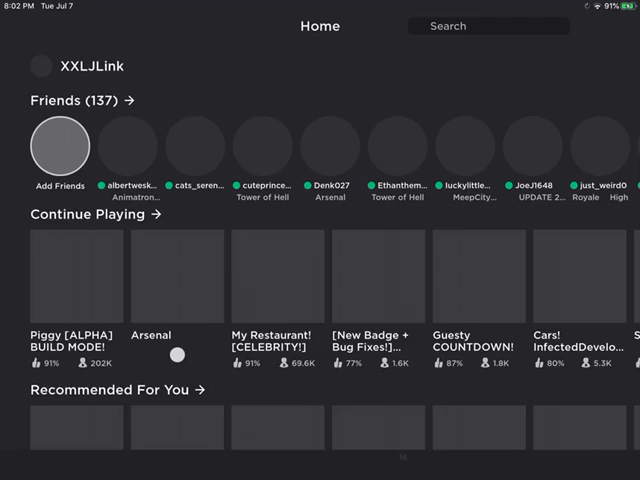 8:02 PM Tue Jul 7
91%
Home
Search
XXLJLink
Friends (137) →
Add Friends
albertwesk... cats_seren... cuteprince... Denk027 Ethanthem... luckylittle... JoeJ1648 just_weird0
Animatron... Tower of Hell Arsenal Tower of Hell MeepCity... UPDATE 2... Royale High
Continue Playing →
Piggy [ALPHA]
BUILD MODE!
91% 202K
Arsenal
My Restaurant!
[CELEBRITY!]
91% 69.6K
[New Badge +
Bug Fixes!]...
77% 1.6K
Guesty
COUNTDOWN!
87% 1.8K
Cars!
InfectedDevelo...
80% 5.3K
Recommended For You →